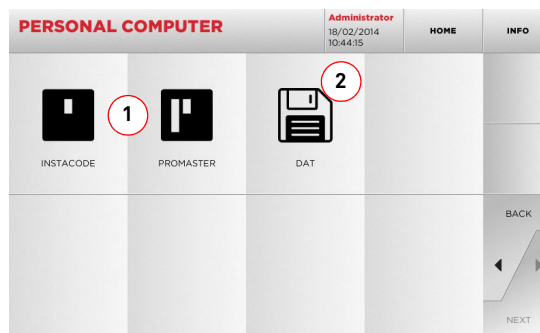 PERSONAL COMPUTER
Administrator
18/02/2014
10:44:15
HOME
INFO
1
2
INSTACODE
PROMASTER
DAT
BACK
NEXT